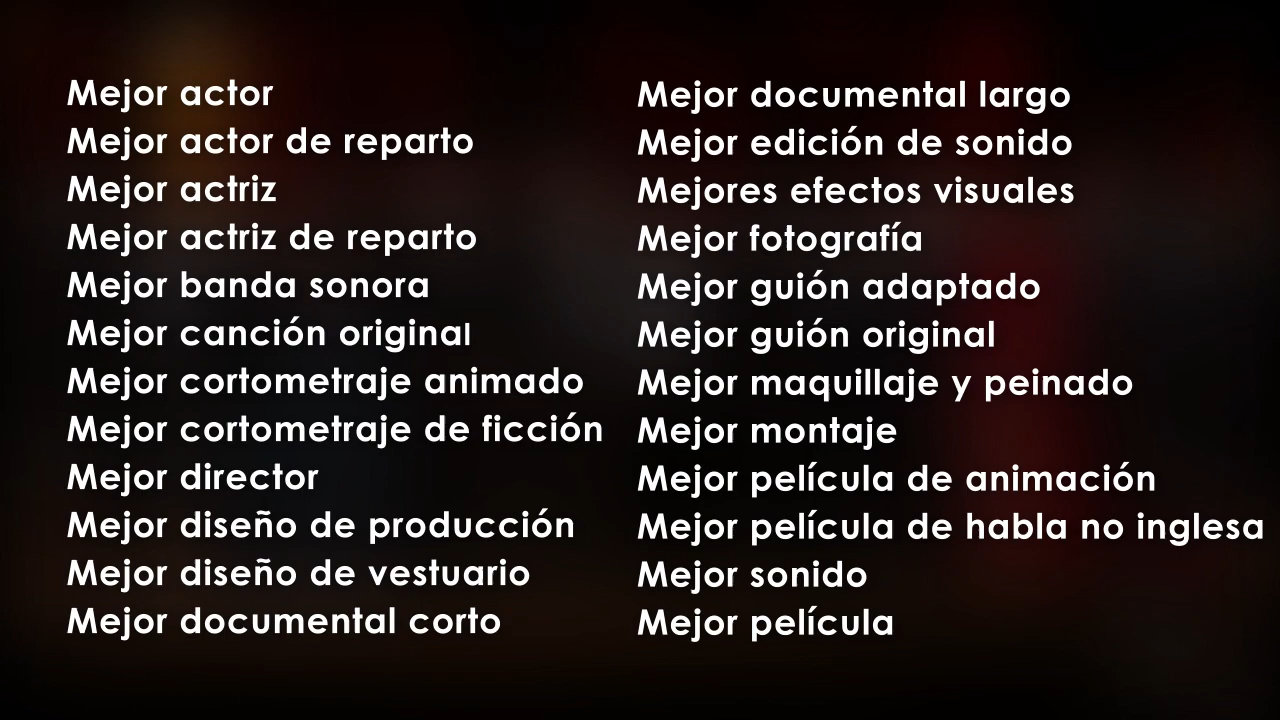 Mejor actor
Mejor actor de reparto
Mejor actriz
Mejor actriz de reparto
Mejor banda sonora
Mejor canción original
Mejor cortometraje animado
Mejor cortometraje de ficción
Mejor director
Mejor diseño de producción
Mejor diseño de vestuario
Mejor documental corto
Mejor documental largo
Mejor edición de sonido
Mejores efectos visuales
Mejor fotografía
Mejor guión adaptado
Mejor guión original
Mejor maquillaje y peinado
Mejor montaje
Mejor película de animación
Mejor película de habla no inglesa
Mejor sonido
Mejor película